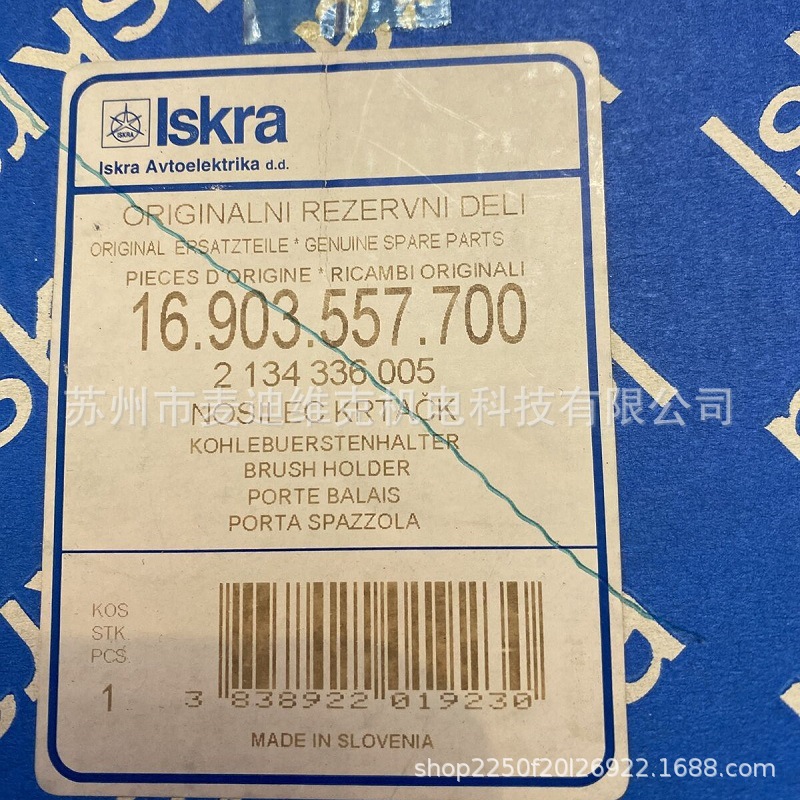 ISKRA
Iskra
Iskra Avtoelektrika d.d.
ORIGINALNI REZERVNI DELI
ORIGINAL ERSATZTEILE * GENUINE SPARE PARTS
PIECES D'ORIGINE * RICAMBI ORIGINALI
16.903.557.700
2 134 336 005
苏州市泰迪维克机电科技有限公司
NOSILEC KRTAČK
KOHLEBUERSTENHALTER
BRUSH HOLDER
PORTE BALAIS
PORTA SPAZZOLA
KOS
STK
PCS
1
3 838922 019230
MADE IN SLOVENIA
shop2250f20l26922.1688.com